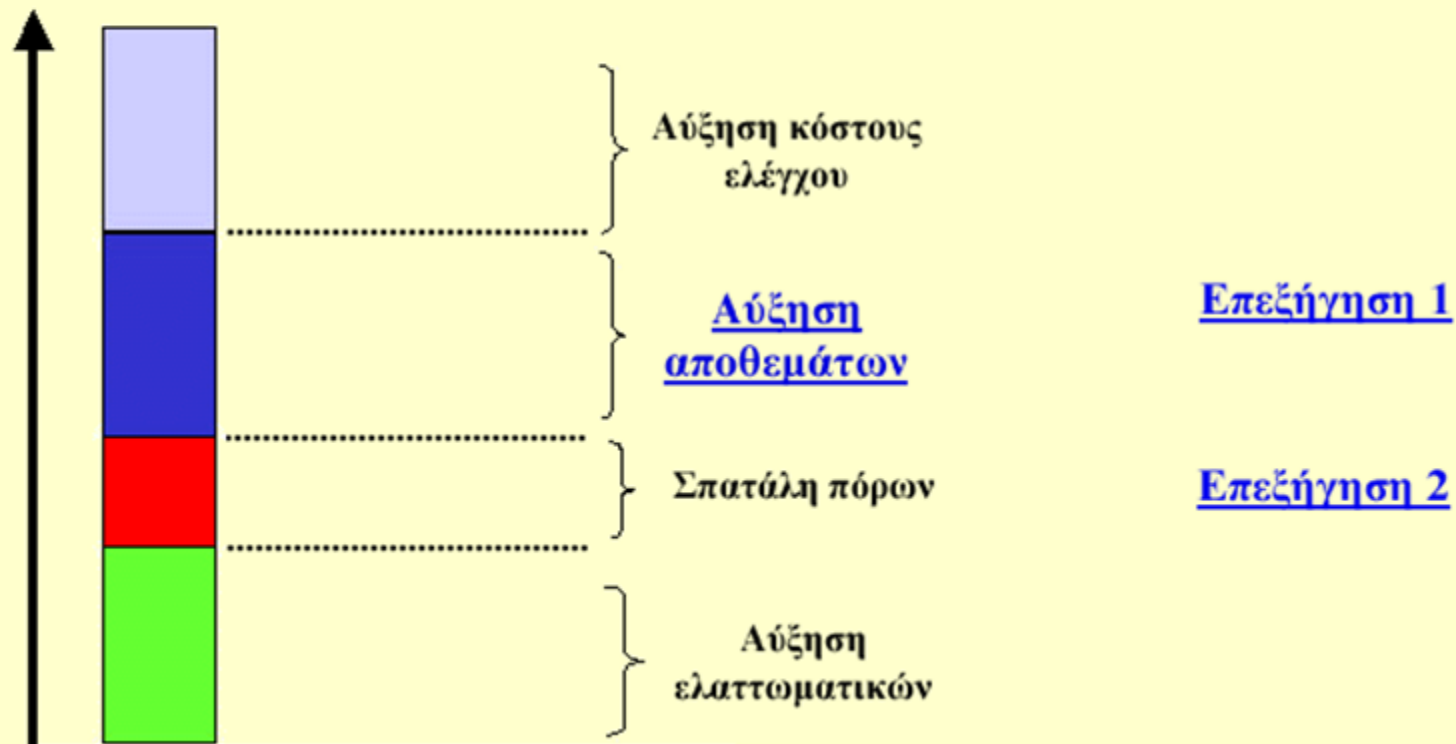 Αύξηση κόστους
ελέγχου
Αύξηση
αποθεμάτων
Επεξήγηση 1
Σπατάλη πόρων
Επεξήγηση 2
Αύξηση
ελαττωματικών